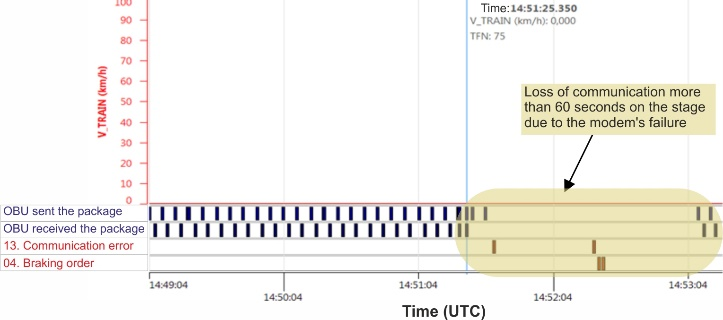 Time:14:51:25.350
V_TRAIN (km/h): 0,000
TFN: 75
100
90
80
70
60
50
40
30
20
10
0
V_TRAIN (km/h)
Loss of communication more
than 60 seconds on the stage
due to the modem's failure
OBU sent the package
OBU received the package
13. Communication error
04. Braking order
14:49:04
14:50:04
14:51:04
14:52:04
14:53:04
Time (UTC)